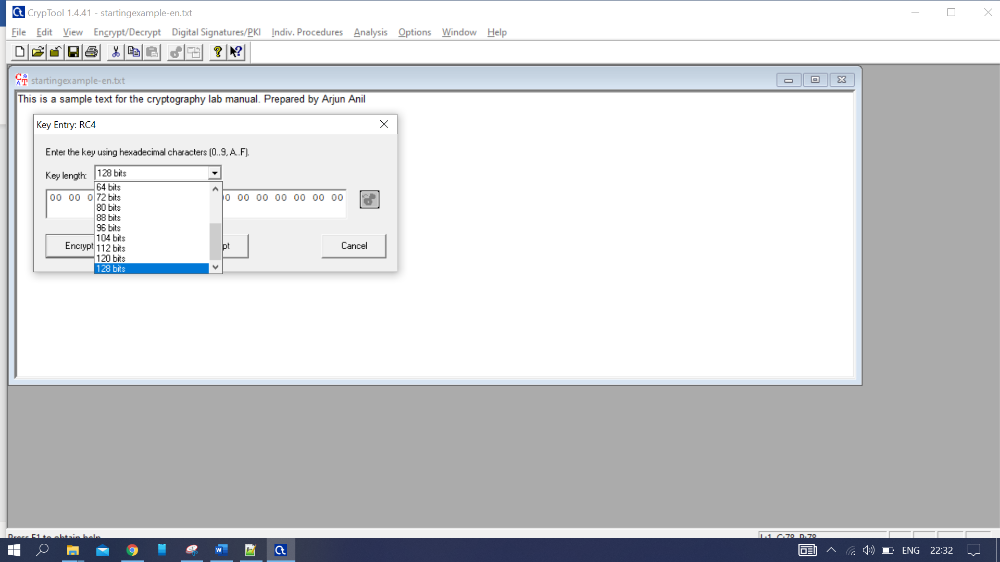 CrypTool 1.4.41 - startingexample-en.txt
File Edit View Encrypt/Decrypt Digital Signatures/PKI Indiv. Procedures Analysis Options Window Help
startingexample-en.txt
This is a sample text for the cryptography lab manual. Prepared by Arjun Anil
Key Entry: RC4
Enter the key using hexadecimal characters (0..9, A..F).
Key length: 128 bits
64 bits
00 00 0 72 bits 00 00 00 00 00 00 00
80 bits
88 bits
96 bits
104 bits
Encrypt 112 bits pt Cancel
120 bits
128 bits
Press F1 to obtain help.
L:1 C:78 P:78
ENG 22:32